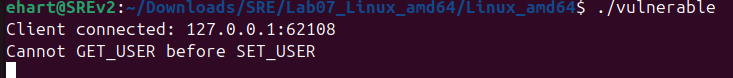 ehart@SREv2:~/Downloads/SRE/Lab07_Linux_amd64/Linux_amd64$ ./vulnerable
Client connected: 127.0.0.1:62108
Cannot GET_USER before SET_USER